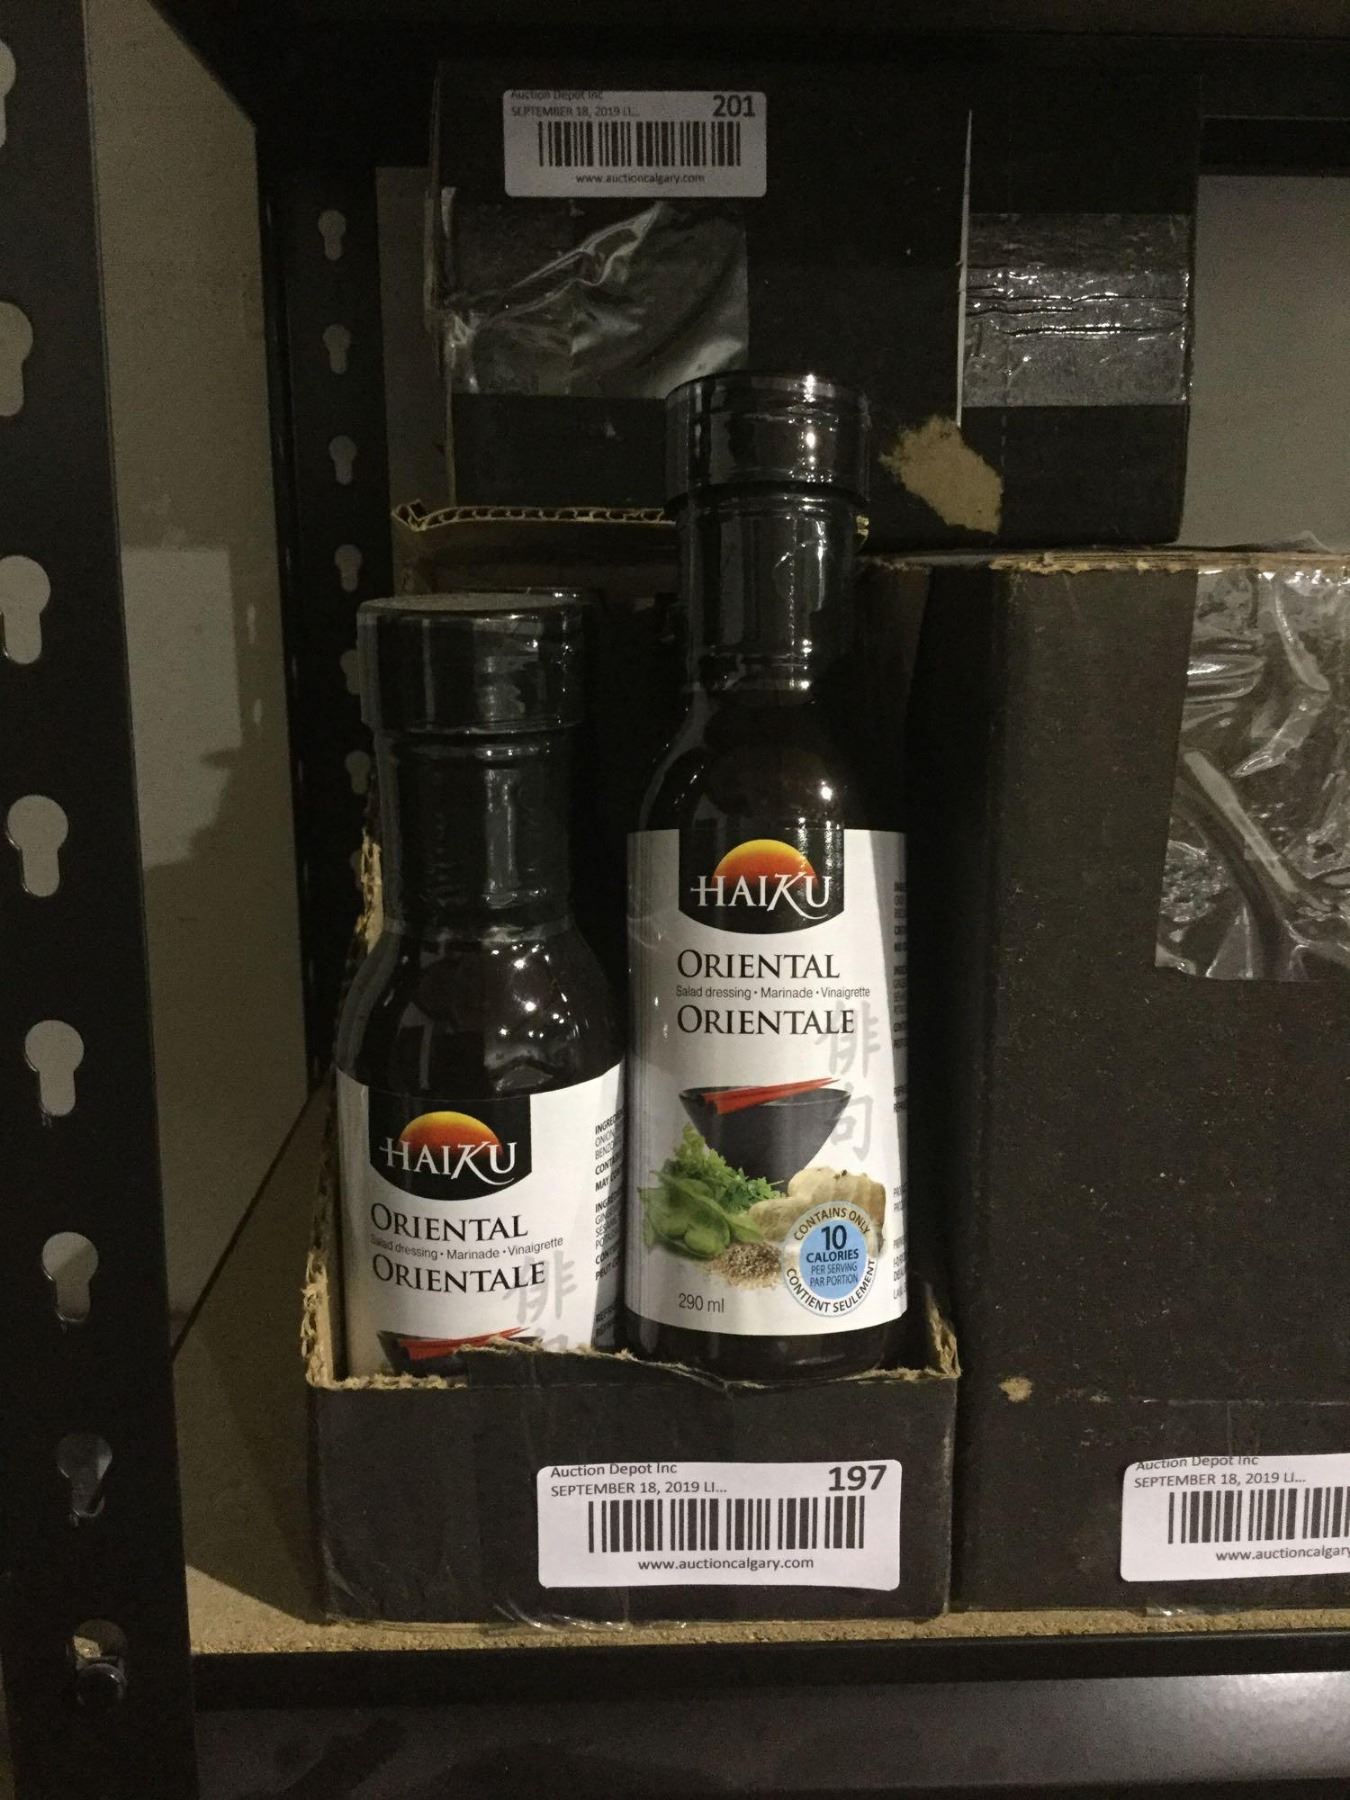 Auction Depot Inc
201
SEPTEMBER 18, 2019 LI...
www.auctioncalgary.com
HAIKU
ORIENTAL
Salad dressing • Marinade • Vinaigrette
ORIENTALE
俳
句
CONTAINS ONLY
10
CALORIES
PER SERVING
PAR PORTION
CONTIENT SEULEMENT
290 ml
HAIKU
ORIENTAL
Salad dressing • Marinade • Vinaigrette
ORIENTALE
俳
Auction Depot Inc
197
SEPTEMBER 18, 2019 LI...
www.auctioncalgary.com
Auction Depot Inc
SEPTEMBER 18, 2019 LI...
www.auctioncalgary